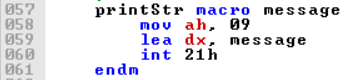 057 printStr macro message
058 mov ah, 09
059 lea dx, message
060 int 21h
061 endm